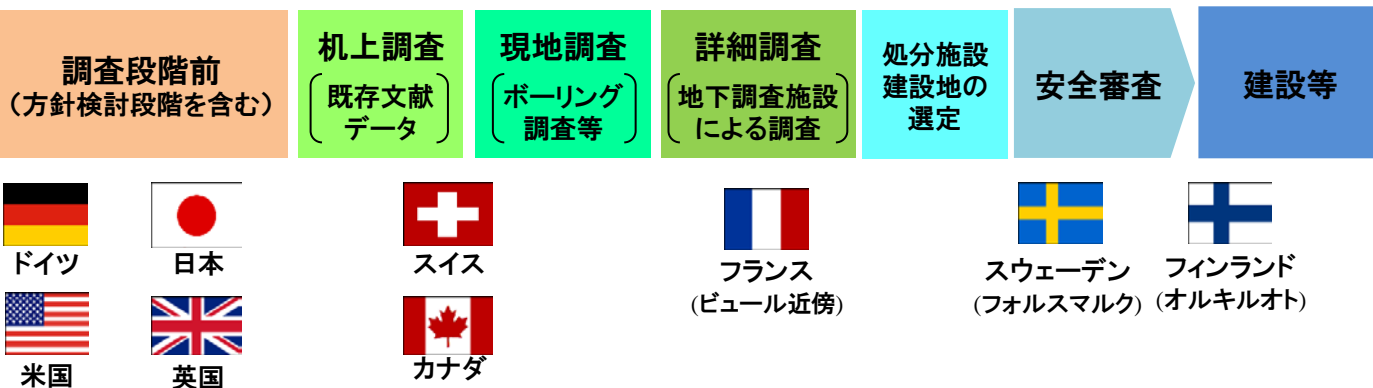 調査段階前
（方針検討段階を含む）
机上調査
既存文献
データ
現地調査
ボーリング
調査等
詳細調査
地下調査施設
による調査
処分施設
建設地の
選定
安全審査
建設等
ドイツ
日本
スイス
フランス
(ビュール近傍)
スウェーデン
(フォルスマルク)
フィンランド
(オルキルオト)
米国
英国
カナダ